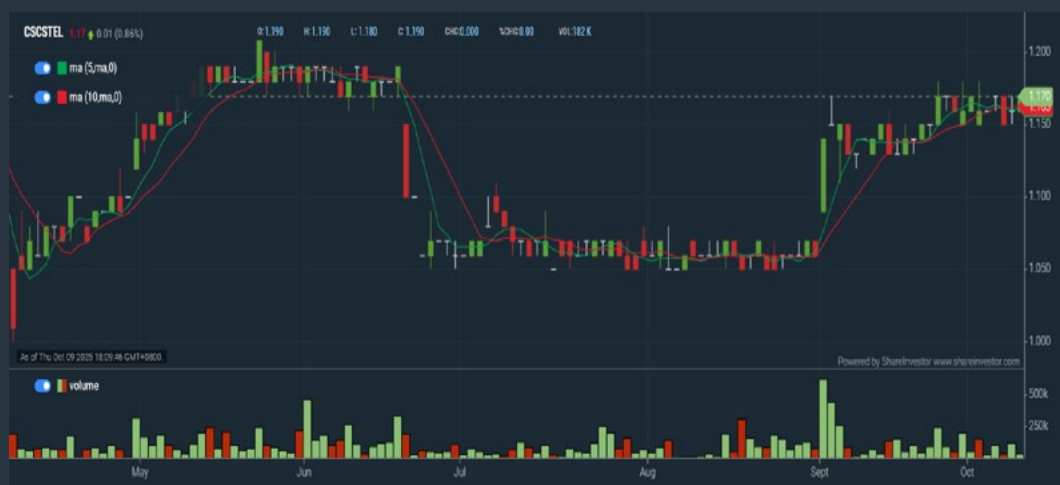 CSCSTEL 1.17 0.01 (0.86%) O:1.190 H:1.190 L:1.180 C:1.190 CHG:0.000 %CHG:0.00 VOL:182 K
ma (5,ma,0)
ma (10,ma,0)
1.200
1.170
1.150
1.100
1.050
1.000
As of Thu Oct 09 2025 18:09:46 GMT+0800
Powered by ShareInvestor www.shareinvestor.com
volume
500k
250k
May Jun Jul Aug Sept Oct